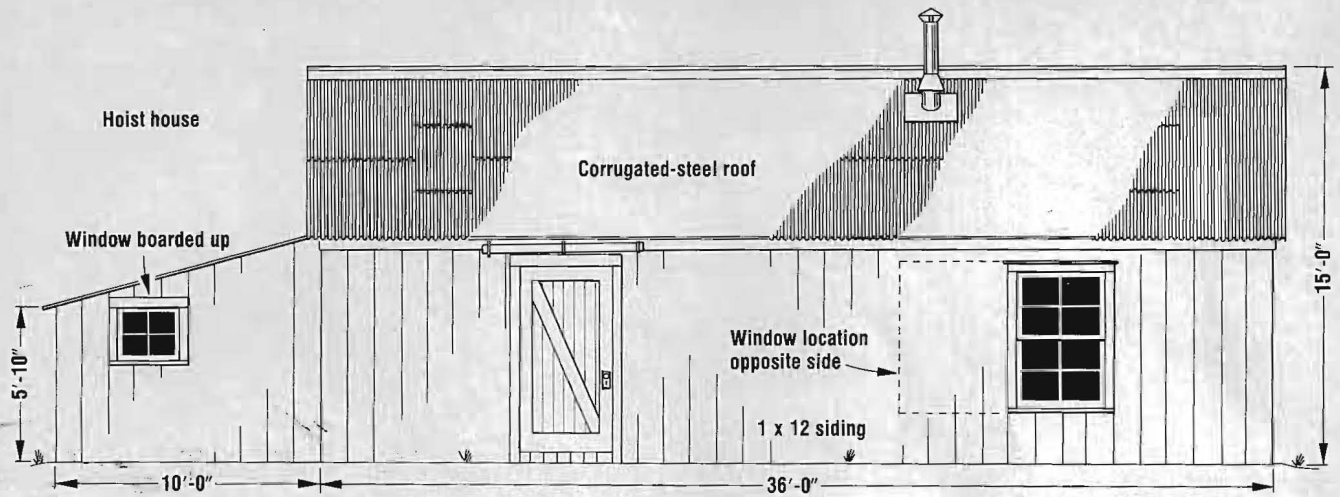 Hoist house
Corrugated-steel roof
Window boarded up
15'-0"
5'-10"
Window location
opposite side
1 x 12 siding
10'-0"
36'-0"